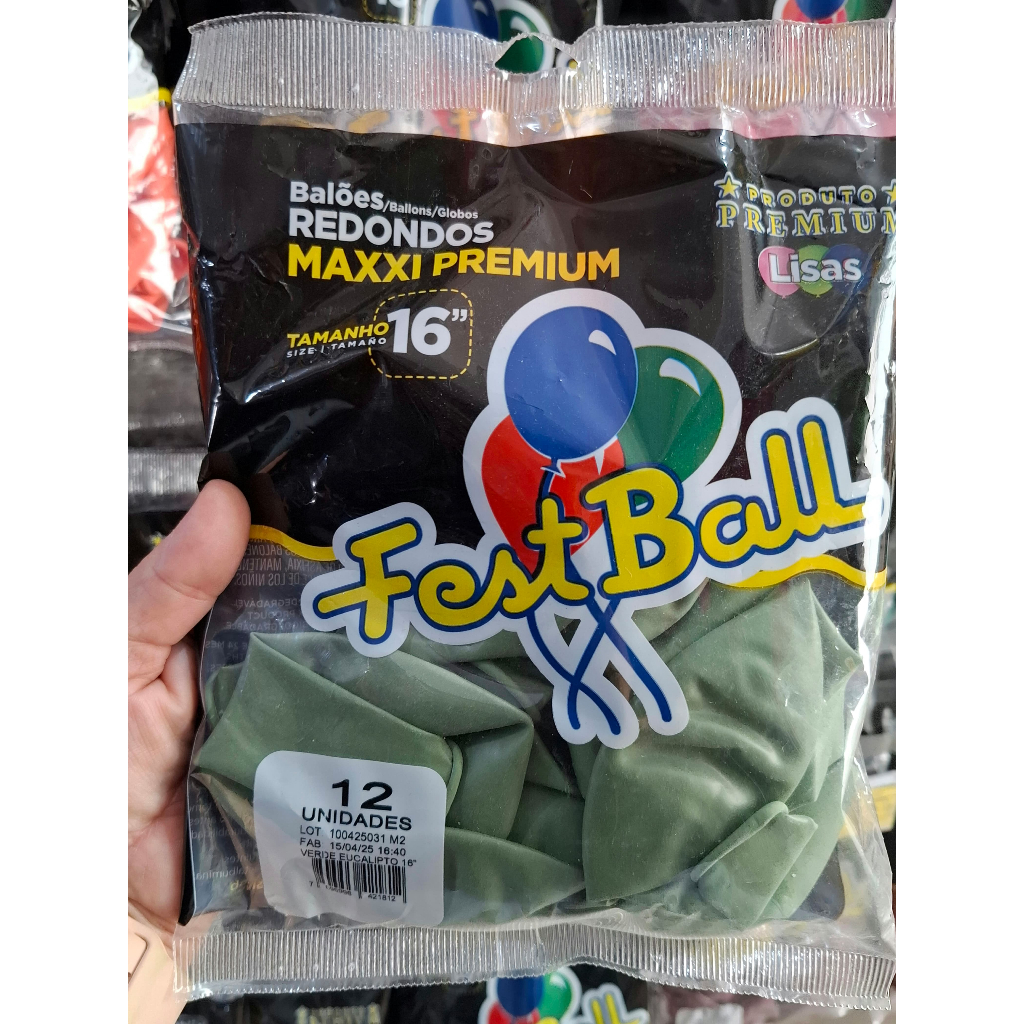 Balões/Ballons/Globos
REDONDOS
MAXXI PREMIUM
TAMANHO 16”
SIZE | TAMAÑO
PRODUTO
PREMIUM
Lisas
Fest Ball
12
UNIDADES
LOT 100425031 M2
FAB 15/04/25 16:40
VERDE EUCALIPTO 16"
421812